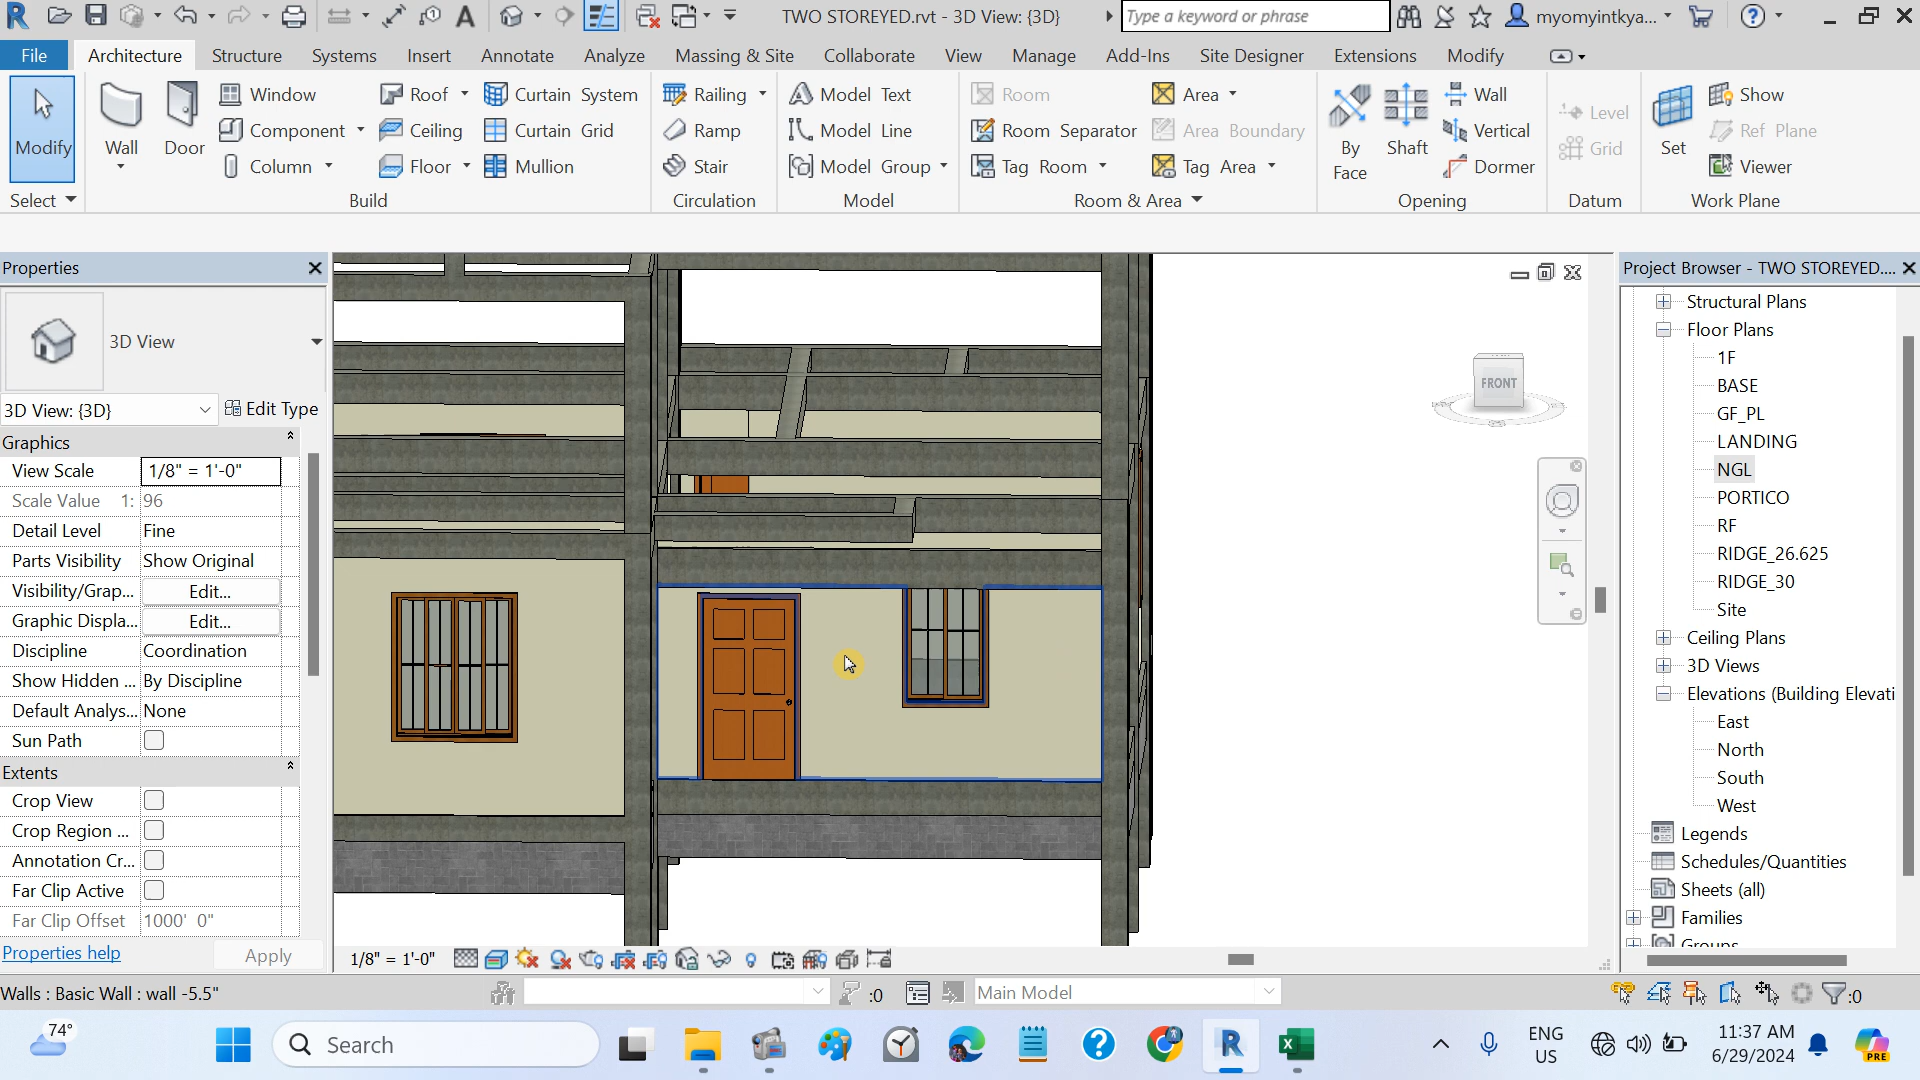 TWO STOREYED.rvt - 3D View: {3D}
Type a keyword or phrase
myomyintkya...
File Architecture Structure Systems Insert Annotate Analyze Massing & Site Collaborate View Manage Add-Ins Site Designer Extensions Modify
Modify
Select
Wall
Door
Window
Component
Column
Roof
Ceiling
Floor
Curtain System
Curtain Grid
Mullion
Build
Railing
Ramp
Stair
Circulation
Model Text
Model Line
Model Group
Model
Room
Room Separator
Tag Room
Area
Area Boundary
Tag Area
Room & Area
By
Face
Shaft
Wall
Vertical
Dormer
Opening
Level
Grid
Datum
Set
Show
Ref Plane
Viewer
Work Plane
Properties
3D View
3D View: {3D}
Edit Type
Graphics
View Scale 1/8" = 1'-0"
Scale Value 1: 96
Detail Level Fine
Parts Visibility Show Original
Visibility/Grap... Edit...
Graphic Displa... Edit...
Discipline Coordination
Show Hidden ... By Discipline
Default Analys... None
Sun Path
Extents
Crop View
Crop Region ...
Annotation Cr...
Far Clip Active
Far Clip Offset 1000' 0"
Properties help
Apply
FRONT
Project Browser - TWO STOREYED....
Structural Plans
Floor Plans
1F
BASE
GF_PL
LANDING
NGL
PORTICO
RF
RIDGE_26.625
RIDGE_30
Site
Ceiling Plans
3D Views
Elevations (Building Elevati
East
North
South
West
Legends
Schedules/Quantities
Sheets (all)
Families
Groups
1/8" = 1'-0"
Walls : Basic Wall : wall -5.5"
:0
Main Model
:0
74°
Search
ENG
US
11:37 AM
6/29/2024
PRE